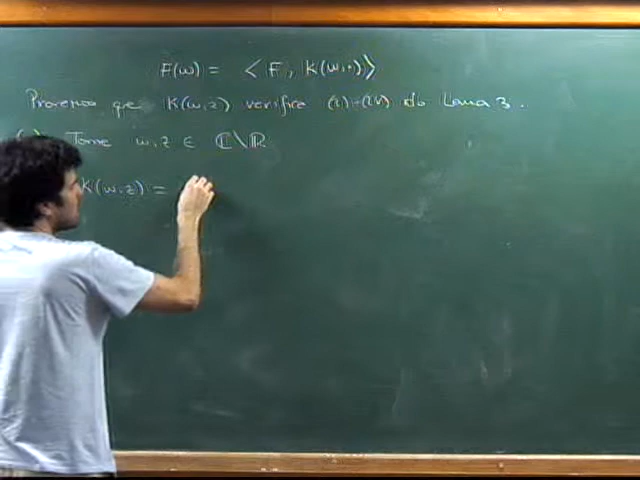 F(w) = < F, K(w,·) >
Provemos que K(w,z) verifica (i)-(iv) do Lema 3.
Tome w, z ∈ ℂ\ℝ
K(w,z) =